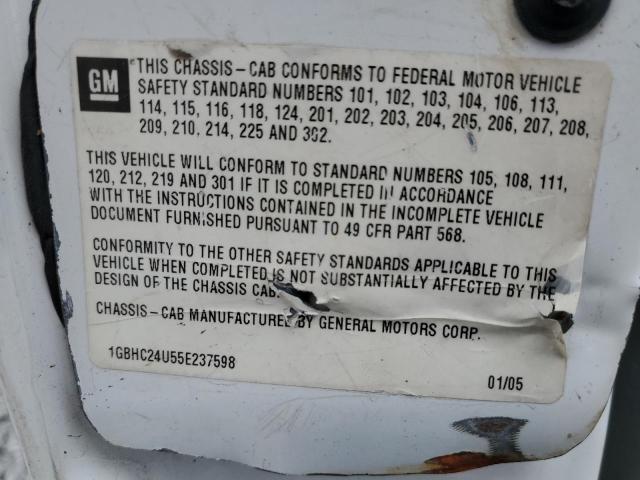 GM
THIS CHASSIS-CAB CONFORMS TO FEDERAL MOTOR VEHICLE
SAFETY STANDARD NUMBERS 101, 102, 103, 104, 106, 113,
114, 115, 116, 118, 124, 201, 202, 203, 204, 205, 206, 207, 208,
209, 210, 214, 225 AND 302.
THIS VEHICLE WILL CONFORM TO STANDARD NUMBERS 105, 108, 111,
120, 212, 219 AND 301 IF IT IS COMPLETED IN ACCORDANCE
WITH THE INSTRUCTIONS CONTAINED IN THE INCOMPLETE VEHICLE
DOCUMENT FURNISHED PURSUANT TO 49 CFR PART 568.
CONFORMITY TO THE OTHER SAFETY STANDARDS APPLICABLE TO THIS
VEHICLE WHEN COMPLETED IS NOT SUBSTANTIALLY AFFECTED BY THE
DESIGN OF THE CHASSIS CAB.
CHASSIS-CAB MANUFACTURED BY GENERAL MOTORS CORP.
1GBHC24U55E237598
01/05